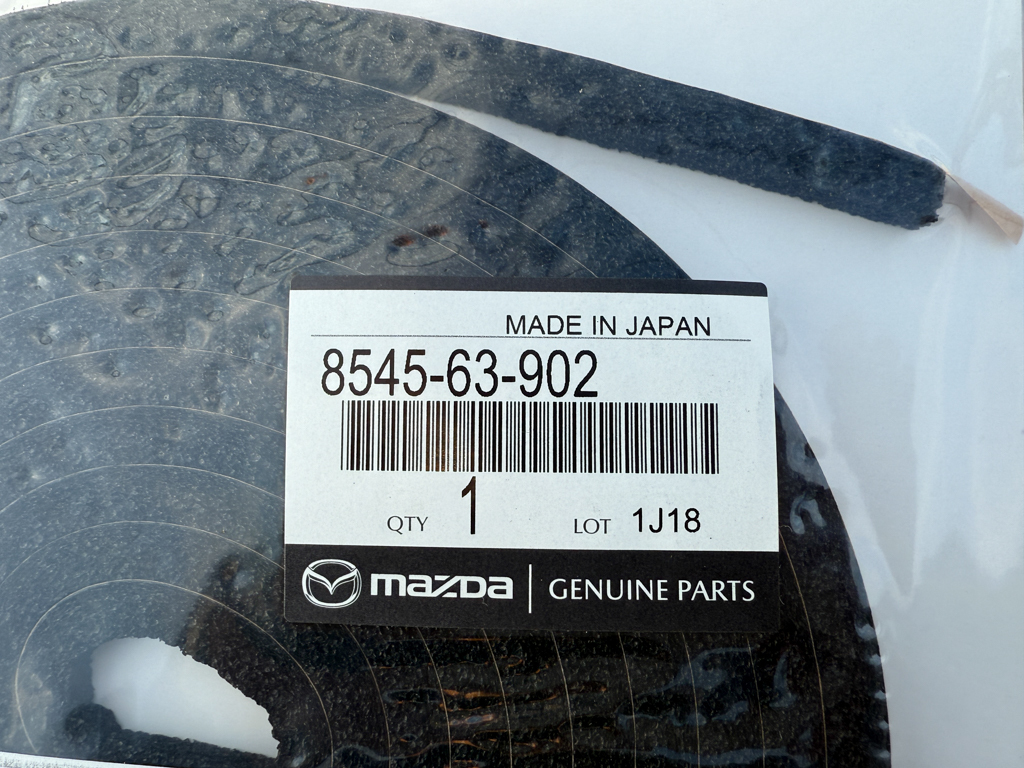 MADE IN JAPAN
8545-63-902
QTY 1 LOT 1J18
mazda GENUINE PARTS